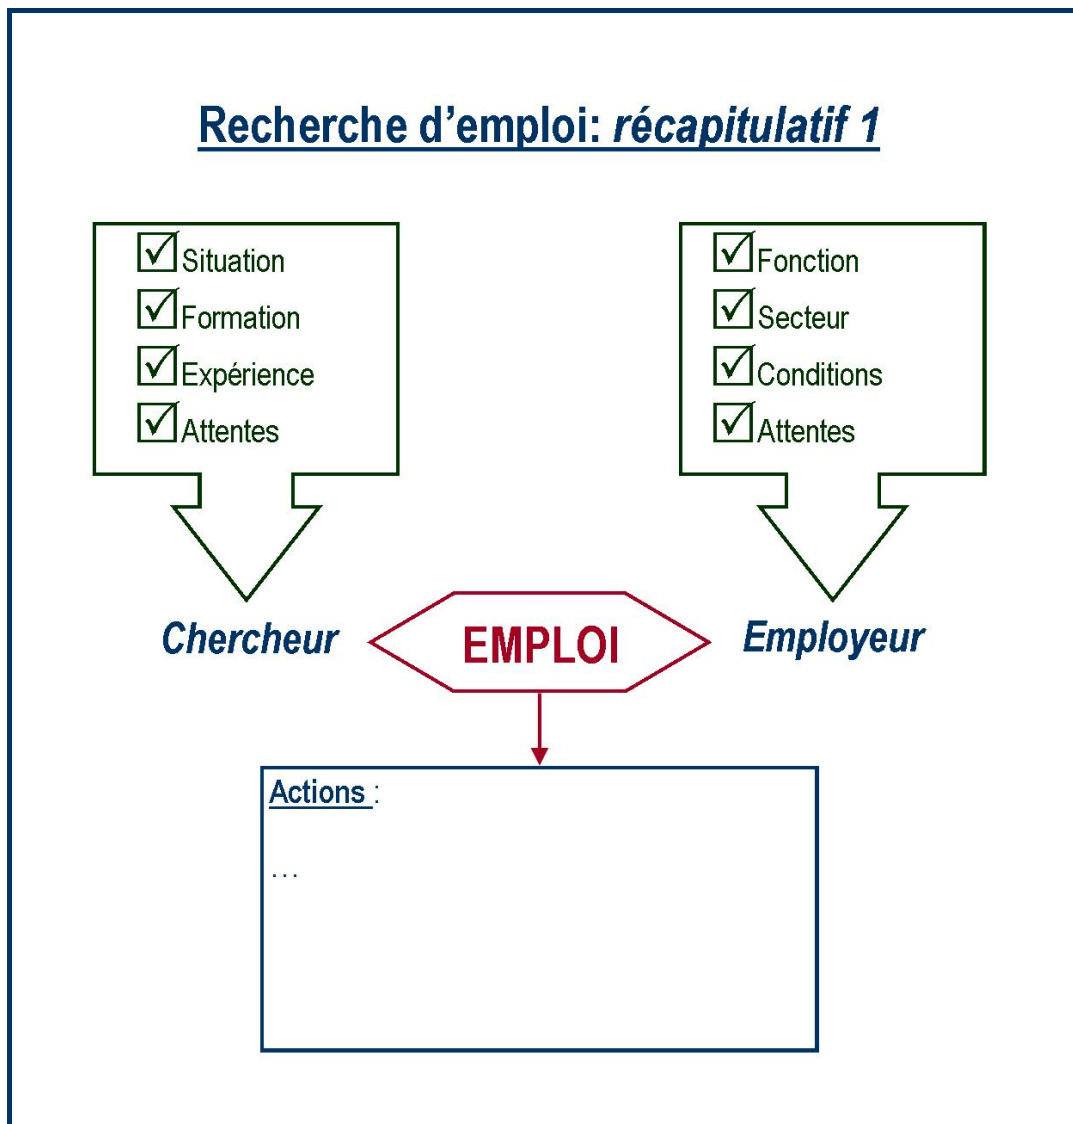 Recherche d’emploi: récapitulatif 1
Situation
Formation
Expérience
Attentes
Fonction
Secteur
Conditions
Attentes
Chercheur
EMPLOI
Employeur
Actions :
…